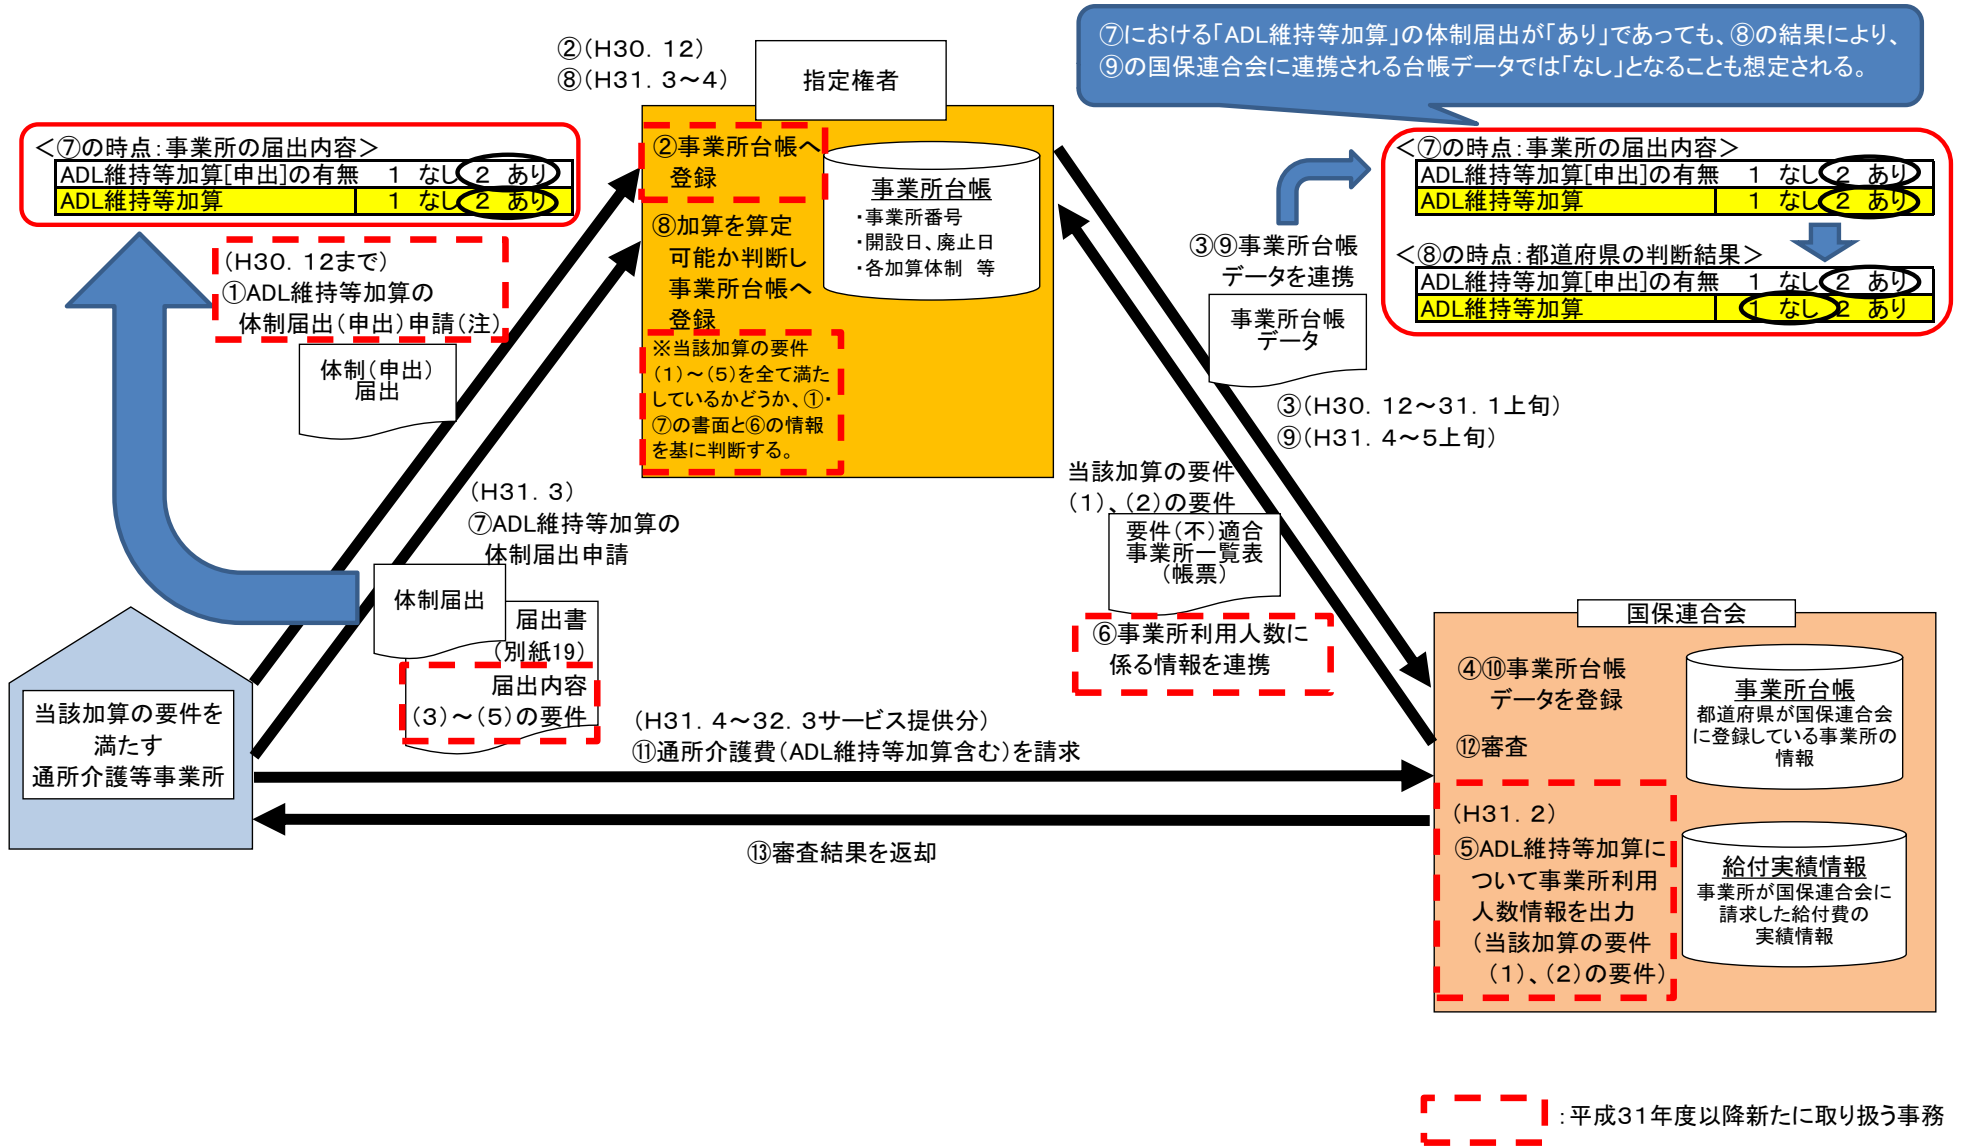 ⑦における「ADL維持等加算」の体制届出が「あり」であっても、⑧の結果により、
⑨の国保連合会に連携される台帳データでは「なし」となることも想定される。
②(H30．12)
⑧(H31．3～4)
指定権者
＜⑦の時点：事業所の届出内容＞
ADL維持等加算[申出]の有無　1　なし　2　あり
ADL維持等加算　1　なし　2　あり
(H30．12まで)
①ADL維持等加算の
体制届出(申出)申請(注)
体制(申出)
届出
②事業所台帳へ
登録
⑧加算を算定
可能か判断し
事業所台帳へ
登録
※当該加算の要件
(1)～(5)を全て満た
しているかどうか、①・
⑦の書面と⑥の情報
を基に判断する。
事業所台帳
・事業所番号
・開設日、廃止日
・各加算体制　等
③⑨事業所台帳
データを連携
事業所台帳
データ
③(H30．12～31．1上旬)
⑨(H31．4～5上旬)
＜⑦の時点：事業所の届出内容＞
ADL維持等加算[申出]の有無　1　なし　2　あり
ADL維持等加算　1　なし　2　あり
＜⑧の時点：都道府県の判断結果＞
ADL維持等加算[申出]の有無　1　なし　2　あり
ADL維持等加算　1　なし　2　あり
(H31．3)
⑦ADL維持等加算の
体制届出申請
体制届出
届出書
(別紙19)
届出内容
(3)～(5)の要件
当該加算の要件
(1)、(2)の要件
要件(不)適合
事業所一覧表
(帳票)
⑥事業所利用人数に
係る情報を連携
当該加算の要件を
満たす
通所介護等事業所
(H31．4～32．3サービス提供分)
⑪通所介護費(ADL維持等加算含む)を請求
⑬審査結果を返却
国保連合会
④⑩事業所台帳
データを登録
⑫審査
(H31．2)
⑤ADL維持等加算に
ついて事業所利用
人数情報を出力
(当該加算の要件
(1)、(2)の要件)
事業所台帳
都道府県が国保連合会
に登録している事業所の
情報
給付実績情報
事業所が国保連合会に
請求した給付費の
実績情報
：平成31年度以降新たに取り扱う事務